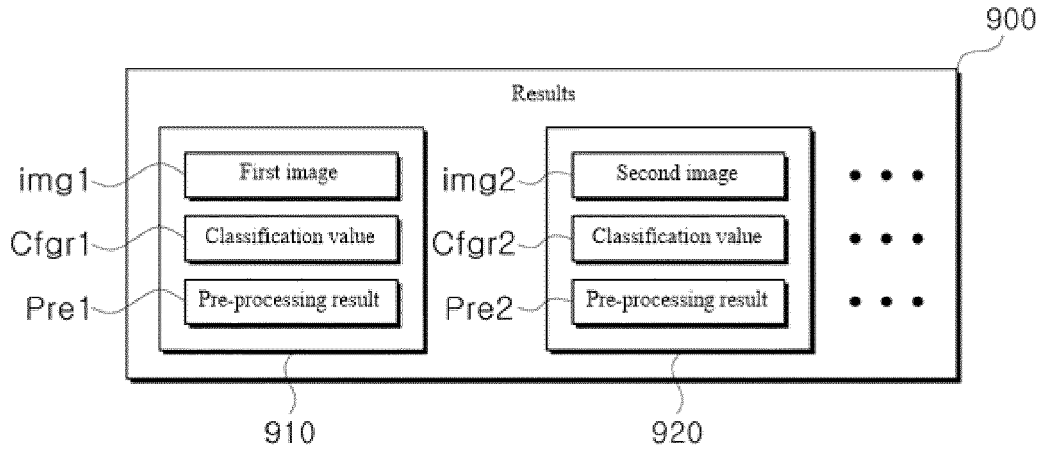 900
Results
img1
First image
Cfgr1
Classification value
Pre1
Pre-processing result
910
img2
Second image
Cfgr2
Classification value
Pre2
Pre-processing result
920